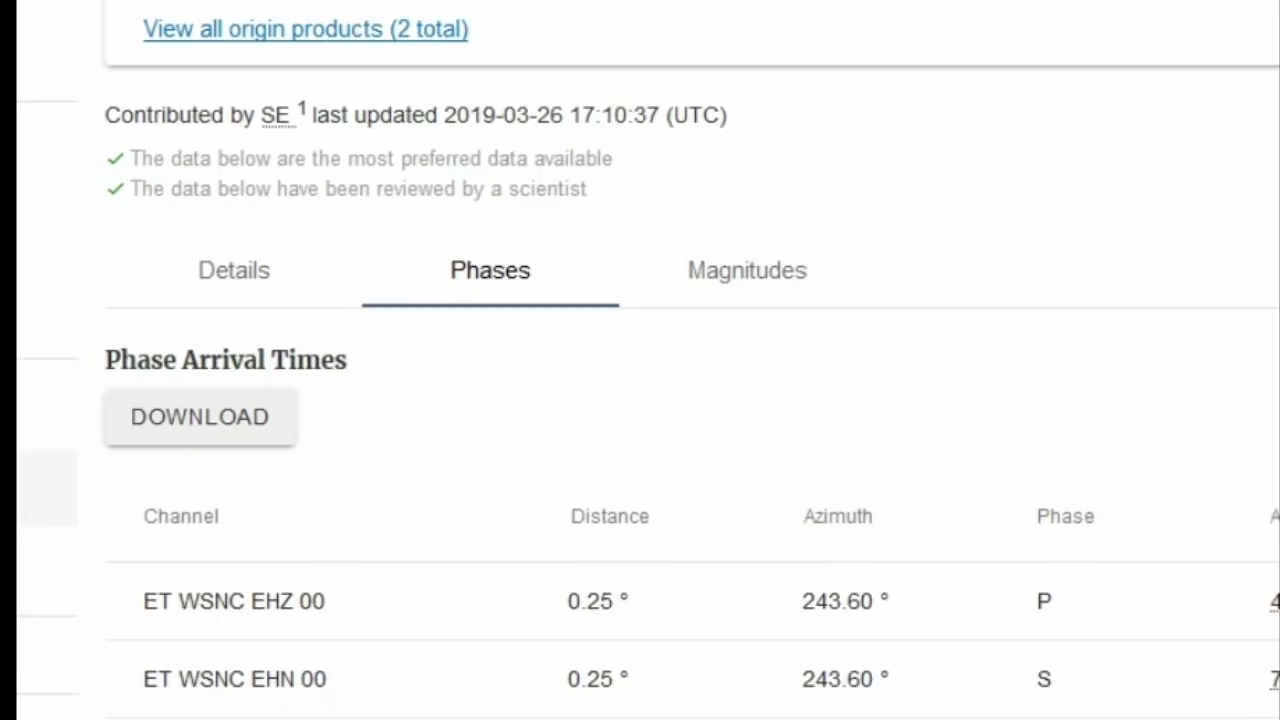 View all origin products (2 total)
Contributed by SE 1 last updated 2019-03-26 17:10:37 (UTC)
The data below are the most preferred data available
The data below have been reviewed by a scientist
Details Phases Magnitudes
Phase Arrival Times
DOWNLOAD
Channel Distance Azimuth Phase
ET WSNC EHZ 00 0.25 ° 243.60 ° P
ET WSNC EHN 00 0.25 ° 243.60 ° S